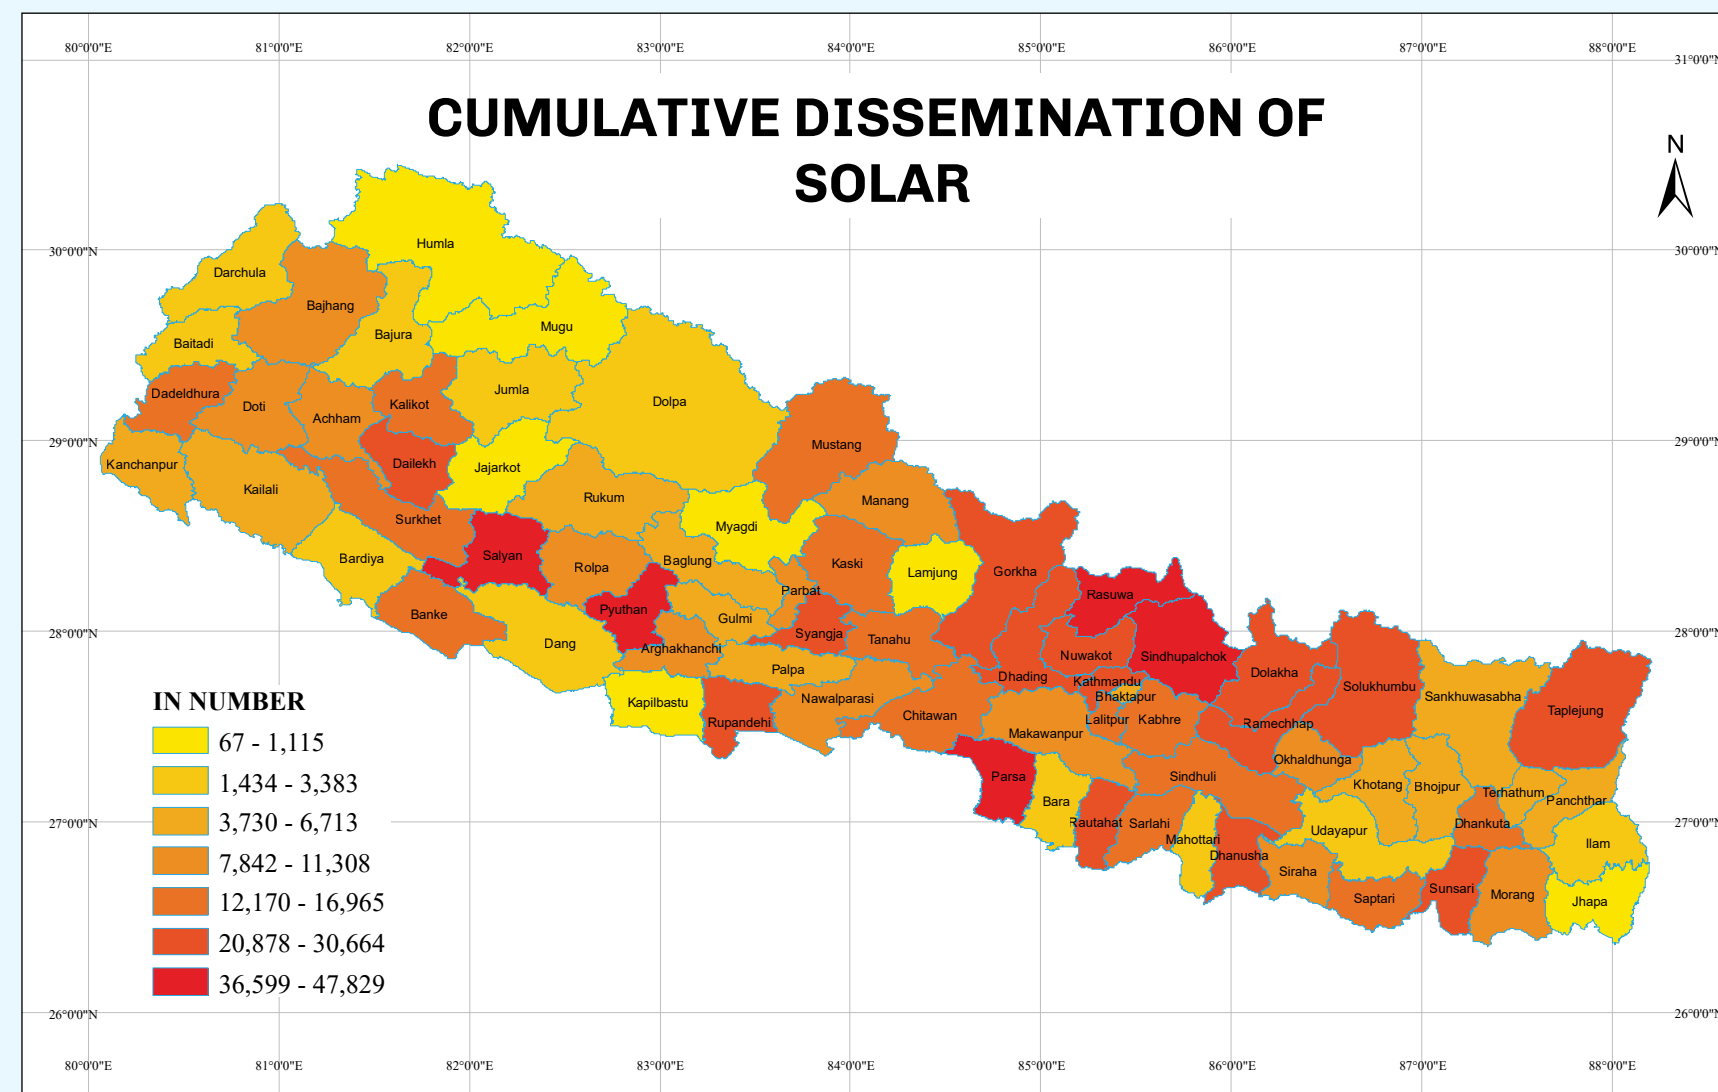 80°0'0"E 81°0'0"E 82°0'0"E 83°0'0"E 84°0'0"E 85°0'0"E 86°0'0"E 87°0'0"E 88°0'0"E
31°0'0"N
CUMULATIVE DISSEMINATION OF
SOLAR
N
30°0'0"N 30°0'0"N
Humla
Darchula
Bajhang
Mugu
Bajura
Baitadi
Jumla
Dadeldhura
Dolpa
Kalikot
Doti
Achham
29°0'0"N 29°0'0"N
Mustang
Kanchanpur
Dailekh
Jajarkot
Kailali
Rukum
Manang
Surkhet
Myagdi
Salyan
Bardiya
Baglung
Kaski
Rolpa
Lamjung
Gorkha
Parbat
Rasuwa
Pyuthan
Banke
Gulmi
28°0'0"N 28°0'0"N
Syangja
Tanahu
Dang
Arghakhanchi
Nuwakot
Sindhupalchok
Palpa
Dolakha
Dhading
Kathmandu
Solukhumbu
Bhaktapur
Sankhuwasabha
Nawalparasi
Kapilbastu
Taplejung
Chitawan
Lalitpur
Kabhre
Rupandehi
Ramechhap
Makawanpur
Okhaldhunga
Parsa
Sindhuli
Khotang
Bhojpur
Terhathum
Panchthar
Bara
27°0'0"N 27°0'0"N
Rautahat
Sarlahi
Dhankuta
Udayapur
Mahottari
Ilam
Dhanusha
Siraha
Sunsari
Morang
Saptari
Jhapa
IN NUMBER
67 - 1,115
1,434 - 3,383
3,730 - 6,713
7,842 - 11,308
12,170 - 16,965
20,878 - 30,664
36,599 - 47,829
26°0'0"N 26°0'0"N
80°0'0"E 81°0'0"E 82°0'0"E 83°0'0"E 84°0'0"E 85°0'0"E 86°0'0"E 87°0'0"E 88°0'0"E